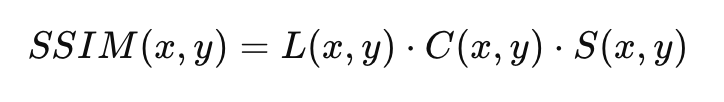 SSIM(x, y) = L(x, y) · C(x, y) · S(x, y)